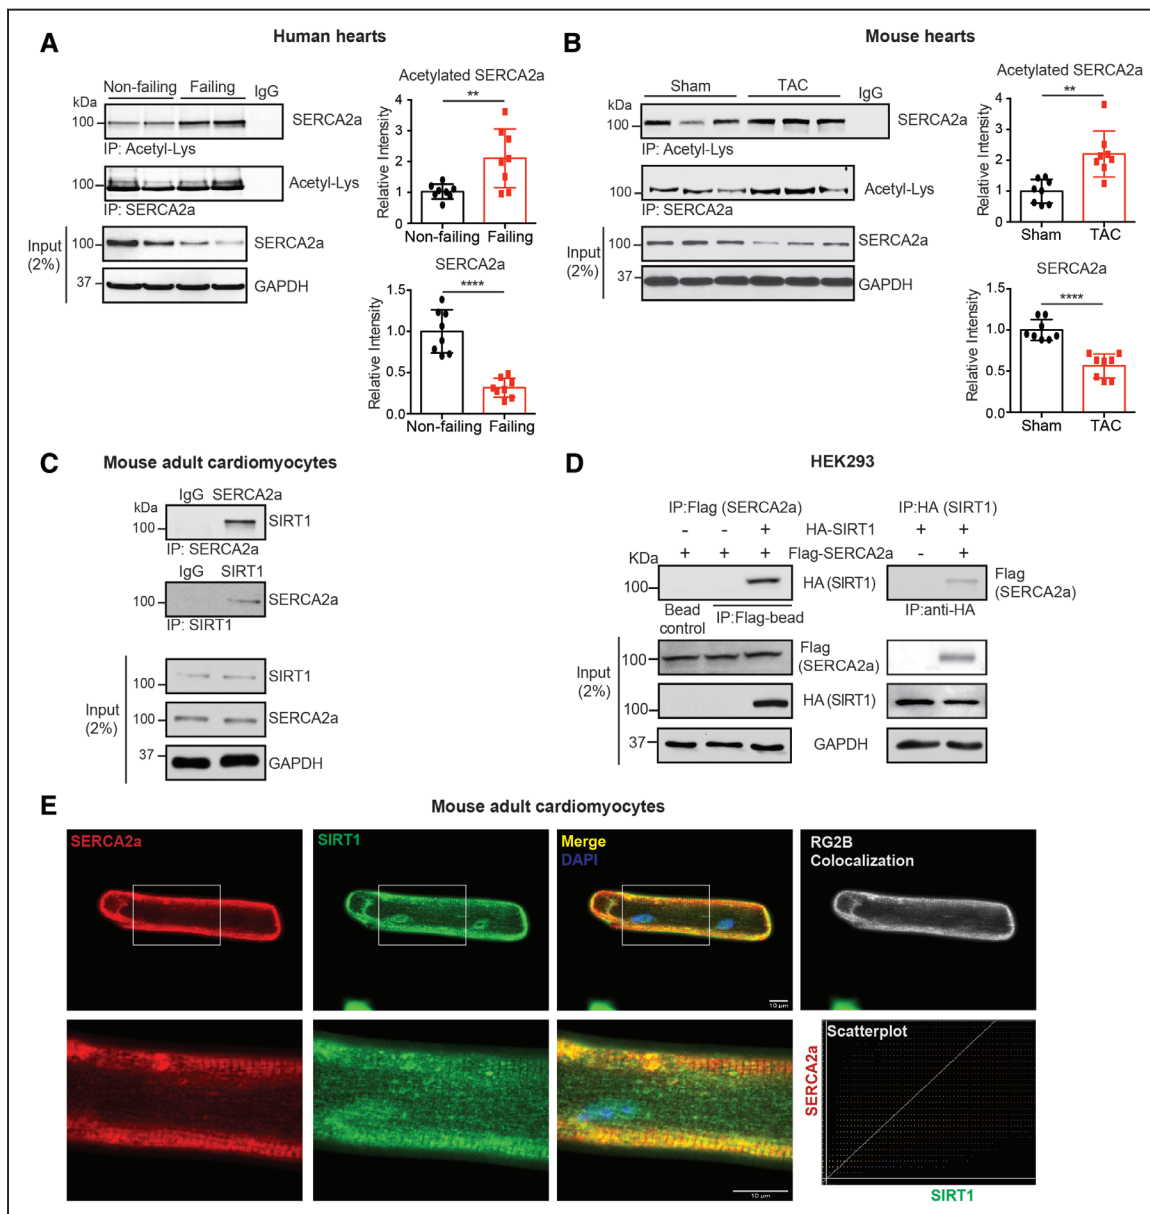 A
Human hearts
Non-failing Failing IgG
kDa
100
SERCA2a
IP: Acetyl-Lys
100
Acetyl-Lys
IP: SERCA2a
Input
(2%)
100
SERCA2a
37
GAPDH
Acetylated SERCA2a
**
Relative Intensity
4
3
2
1
0
Non-failing Failing
SERCA2a
****
Relative Intensity
1.5
1.0
0.5
0.0
Non-failing Failing
B
Mouse hearts
Sham TAC IgG
kDa
100
SERCA2a
IP: Acetyl-Lys
100
Acetyl-Lys
IP: SERCA2a
Input
(2%)
100
SERCA2a
37
GAPDH
Acetylated SERCA2a
**
Relative Intensity
4
3
2
1
0
Sham TAC
SERCA2a
****
Relative Intensity
1.5
1.0
0.5
0.0
Sham TAC
C
Mouse adult cardiomyocytes
IgG SERCA2a
kDa
100
SIRT1
IP: SERCA2a
IgG SIRT1
100
SERCA2a
IP: SIRT1
Input
(2%)
100
SIRT1
100
SERCA2a
37
GAPDH
D
HEK293
IP:Flag (SERCA2a) IP:HA (SIRT1)
- - + HA-SIRT1 + +
+ + + Flag-SERCA2a - +
KDa
100
HA (SIRT1)
Flag
(SERCA2a)
Bead
control
IP:Flag-bead
IP:anti-HA
Input
(2%)
100
Flag
(SERCA2a)
100
HA (SIRT1)
37
GAPDH
E
Mouse adult cardiomyocytes
SERCA2a
SIRT1
Merge
DAPI
10 µm
RG2B
Colocalization
10 µm
Scatterplot
SERCA2a
SIRT1